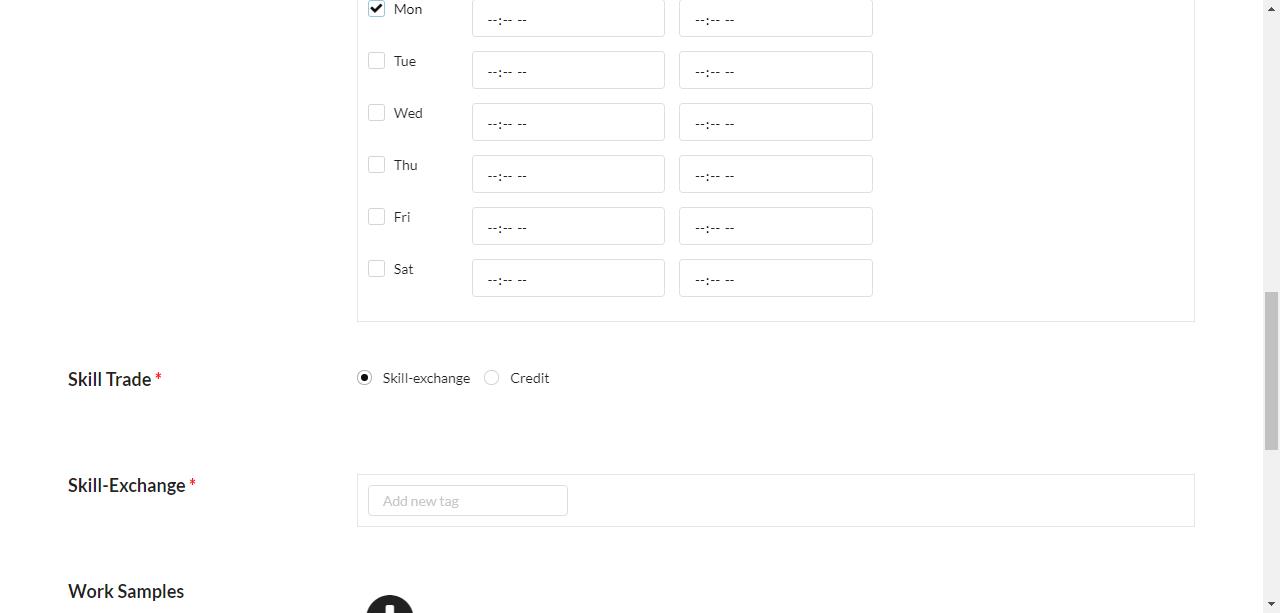 Mon --:-- -- --:-- --
Tue --:-- -- --:-- --
Wed --:-- -- --:-- --
Thu --:-- -- --:-- --
Fri --:-- -- --:-- --
Sat --:-- -- --:-- --
Skill Trade * Skill-exchange Credit
Skill-Exchange *
Add new tag
Work Samples